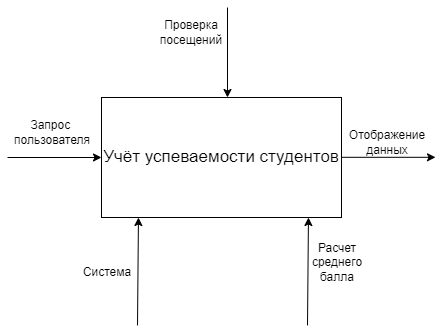 Проверка
посещений
Запрос
пользователя
Учёт успеваемости студентов
Отображение
данных
Система
Расчет
среднего
балла